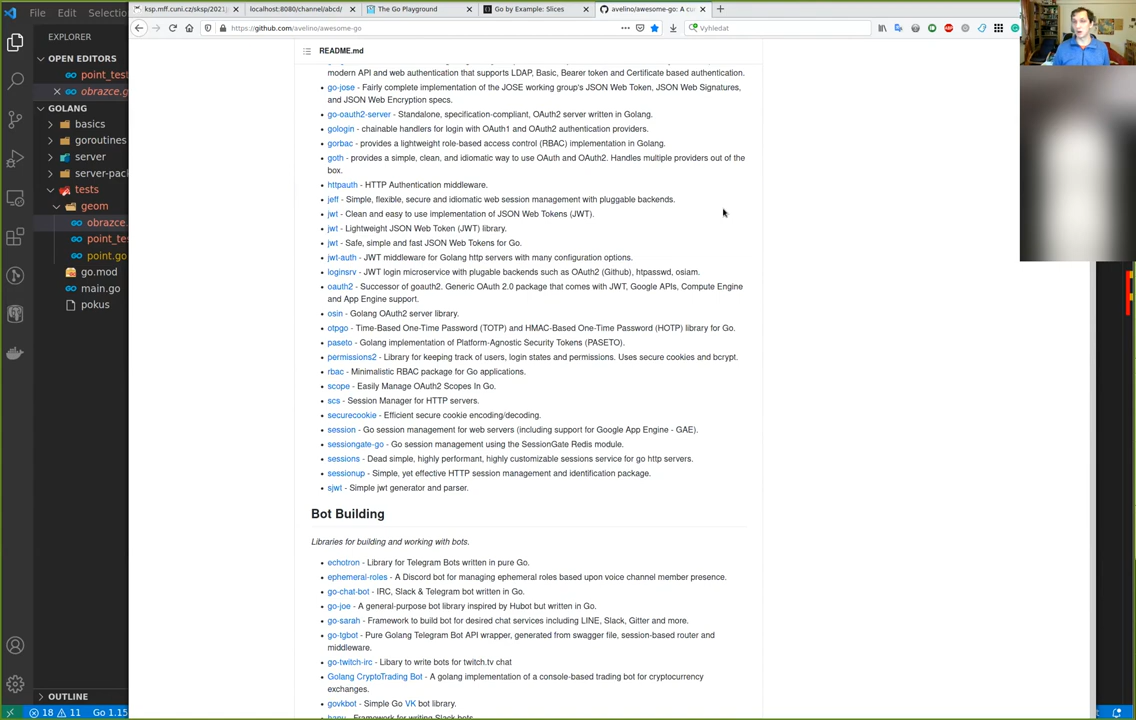 File Edit Selection
ksp.mff.cuni.cz/sksp/2021
localhost:8080/channel/abcd/
The Go Playground
Go by Example: Slices
avelino/awesome-go: A cu
https://github.com/avelino/awesome-go
Vyhledat
EXPLORER
OPEN EDITORS
point_test
obrazce.g
GOLANG
basics
goroutines
server
server-pack
tests
geom
obrazce.
point_te
point.go
go.mod
main.go
pokus
OUTLINE
18 11 Go 1.15
README.md
modern API and web authentication that supports LDAP, Basic, Bearer token and Certificate based authentication.
go-jose - Fairly complete implementation of the JOSE working group's JSON Web Token, JSON Web Signatures,
and JSON Web Encryption specs.
go-oauth2-server - Standalone, specification-compliant, OAuth2 server written in Golang.
gologin - chainable handlers for login with OAuth1 and OAuth2 authentication providers.
gorbac - provides a lightweight role-based access control (RBAC) implementation in Golang.
goth - provides a simple, clean, and idiomatic way to use OAuth and OAuth2. Handles multiple providers out of the
box.
httpauth - HTTP Authentication middleware.
jeff - Simple, flexible, secure and idiomatic web session management with pluggable backends.
jwt - Clean and easy to use implementation of JSON Web Tokens (JWT).
jwt - Lightweight JSON Web Token (JWT) library.
jwt - Safe, simple and fast JSON Web Tokens for Go.
jwt-auth - JWT middleware for Golang http servers with many configuration options.
loginsrv - JWT login microservice with plugable backends such as OAuth2 (Github), htpasswd, osiam.
oauth2 - Successor of goauth2. Generic OAuth 2.0 package that comes with JWT, Google APIs, Compute Engine
and App Engine support.
osin - Golang OAuth2 server library.
otpgo - Time-Based One-Time Password (TOTP) and HMAC-Based One-Time Password (HOTP) library for Go.
paseto - Golang implementation of Platform-Agnostic Security Tokens (PASETO).
permissions2 - Library for keeping track of users, login states and permissions. Uses secure cookies and bcrypt.
rbac - Minimalistic RBAC package for Go applications.
scope - Easily Manage OAuth2 Scopes In Go.
scs - Session Manager for HTTP servers.
securecookie - Efficient secure cookie encoding/decoding.
session - Go session management for web servers (including support for Google App Engine - GAE).
sessiongate-go - Go session management using the SessionGate Redis module.
sessions - Dead simple, highly performant, highly customizable sessions service for go http servers.
sessionup - Simple, yet effective HTTP session management and identification package.
sjwt - Simple jwt generator and parser.
Bot Building
Libraries for building and working with bots.
echotron - Library for Telegram Bots written in pure Go.
ephemeral-roles - A Discord bot for managing ephemeral roles based upon voice channel member presence.
go-chat-bot - IRC, Slack & Telegram bot written in Go.
go-joe - A general-purpose bot library inspired by Hubot but written in Go.
go-sarah - Framework to build bot for desired chat services including LINE, Slack, Gitter and more.
go-tgbot - Pure Golang Telegram Bot API wrapper, generated from swagger file, session-based router and
middleware.
go-twitch-irc - Libary to write bots for twitch.tv chat
Golang CryptoTrading Bot - A golang implementation of a console-based trading bot for cryptocurrency
exchanges.
govkbot - Simple Go VK bot library.
hanu - Framework for writing Slack bots.